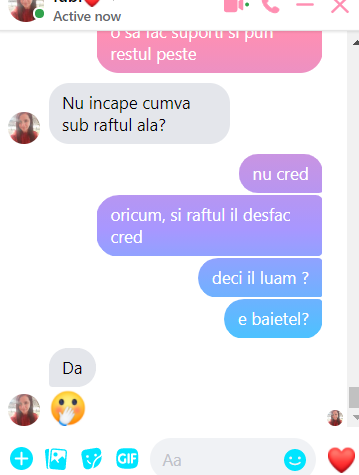 Active now
o sa fac suporti si pun
restul peste
Nu incape cumva
sub raftul ala?
nu cred
oricum, si raftul il desfac
cred
deci il luam ?
e baietel?
Da
GIF
Aa